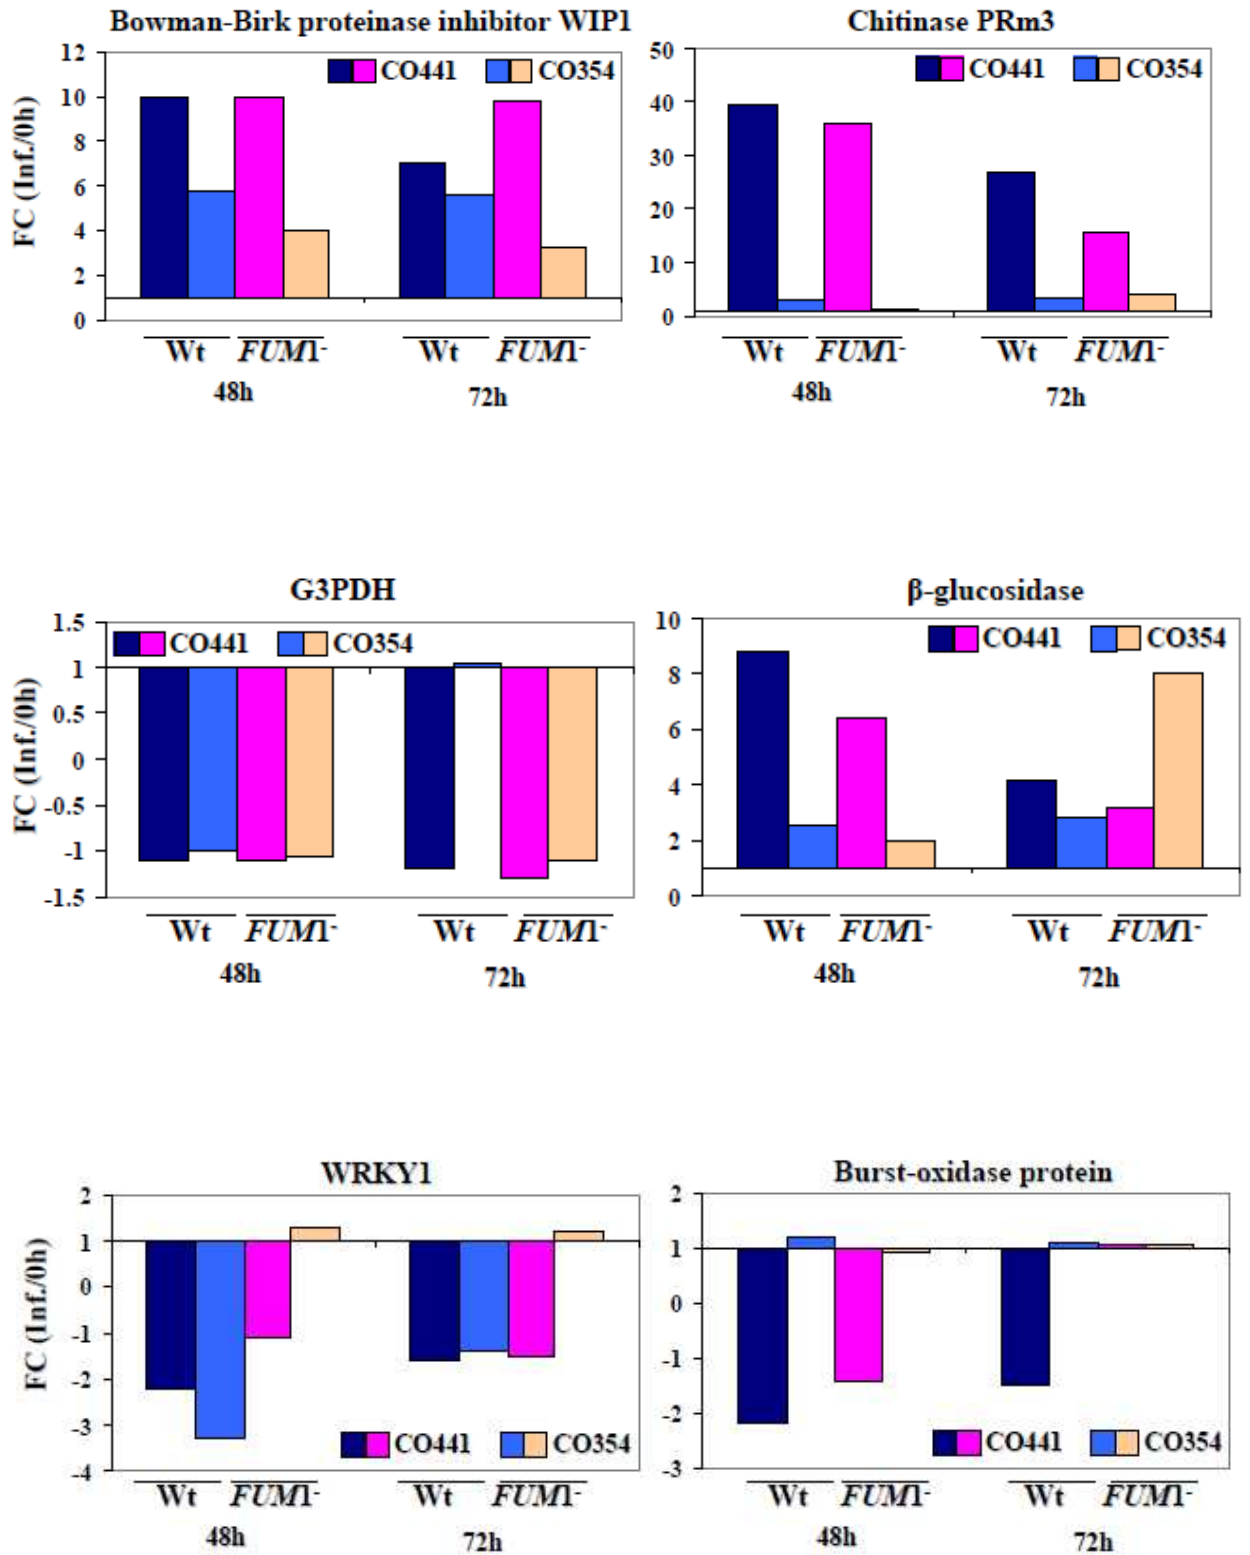 Bowman-Birk proteinase inhibitor WIP1
FC (Inf./0h)
12
10
8
6
4
2
0
CO441 CO354
Wt FUM1-
48h
Wt FUM1-
72h
Chitinase PRm3
50
40
30
20
10
0
CO441 CO354
Wt FUM1-
48h
Wt FUM1-
72h
G3PDH
FC (Inf./0h)
1.5
1
0.5
0
-0.5
-1
-1.5
CO441 CO354
Wt FUM1-
48h
Wt FUM1-
72h
β-glucosidase
10
8
6
4
2
0
CO441 CO354
Wt FUM1-
48h
Wt FUM1-
72h
WRKY1
FC (Inf./0h)
2
1
0
-1
-2
-3
-4
CO441 CO354
Wt FUM1-
48h
Wt FUM1-
72h
Burst-oxidase protein
2
1
0
-1
-2
-3
CO441 CO354
Wt FUM1-
48h
Wt FUM1-
72h